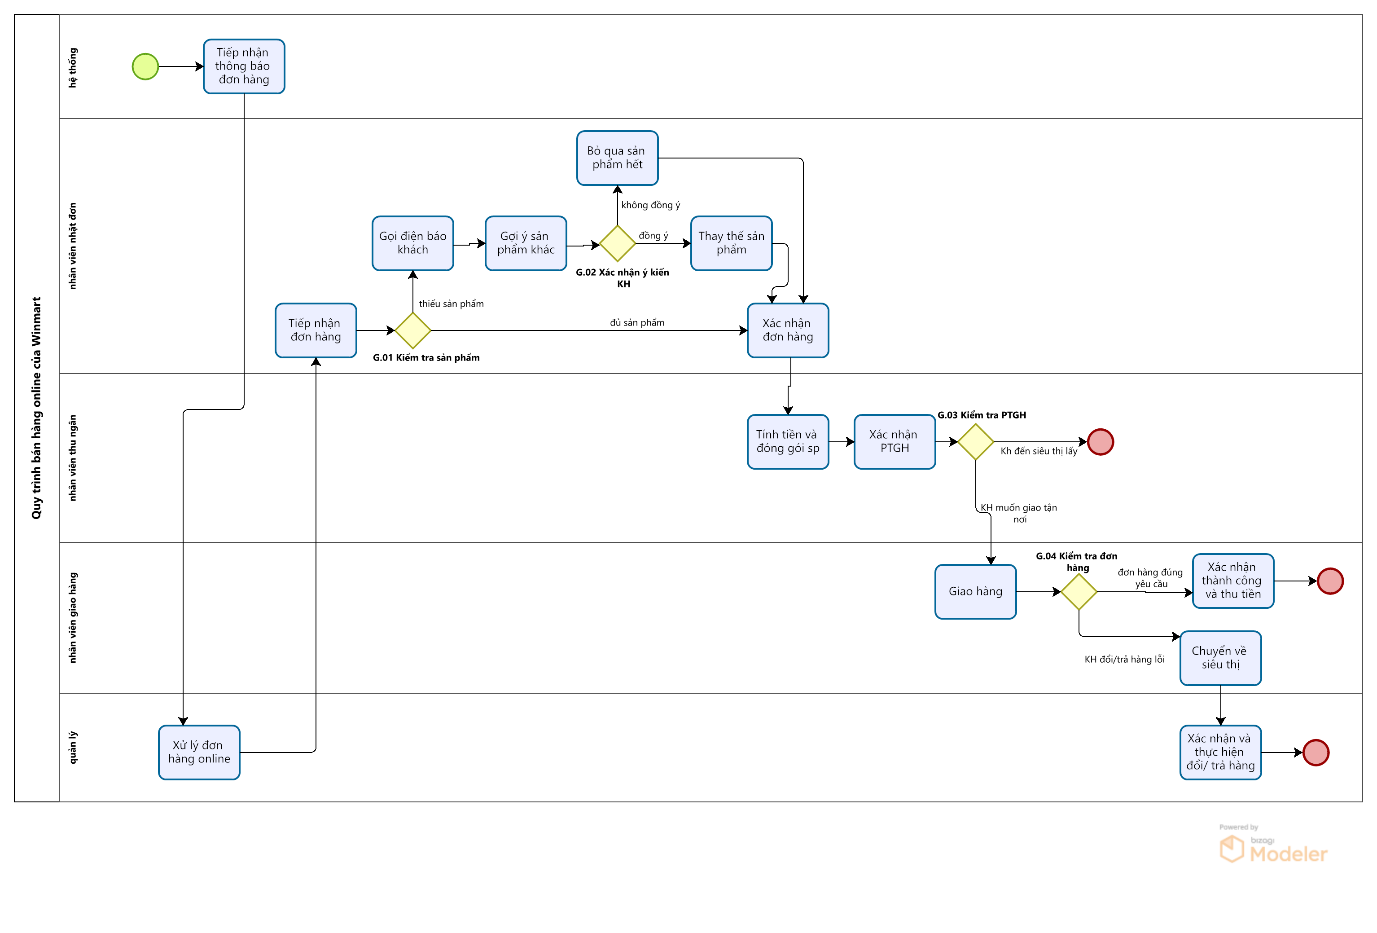 Quy trình bán hàng online của Winmart
hệ thống
Tiếp nhận
thông báo
đơn hàng
nhân viên nhặt đơn
Bỏ qua sản
phẩm hết
không đồng ý
Gọi điện báo
khách
Gợi ý sản
phẩm khác
đồng ý
Thay thế sản
phẩm
G.02 Xác nhận ý kiến
KH
thiếu sản phẩm
Tiếp nhận
đơn hàng
đủ sản phẩm
Xác nhận
đơn hàng
G.01 Kiểm tra sản phẩm
nhân viên thu ngân
Tính tiền và
đóng gói sp
Xác nhận
PTGH
G.03 Kiểm tra PTGH
Kh đến siêu thị lấy
KH muốn giao tận
nơi
nhân viên giao hàng
Giao hàng
G.04 Kiểm tra đơn
hàng
đơn hàng đúng
yêu cầu
Xác nhận
thành công
và thu tiền
KH đổi/trả hàng lỗi
Chuyển về
siêu thị
quản lý
Xử lý đơn
hàng online
Xác nhận và
thực hiện
đổi/ trả hàng
Powered by
bizagi
Modeler